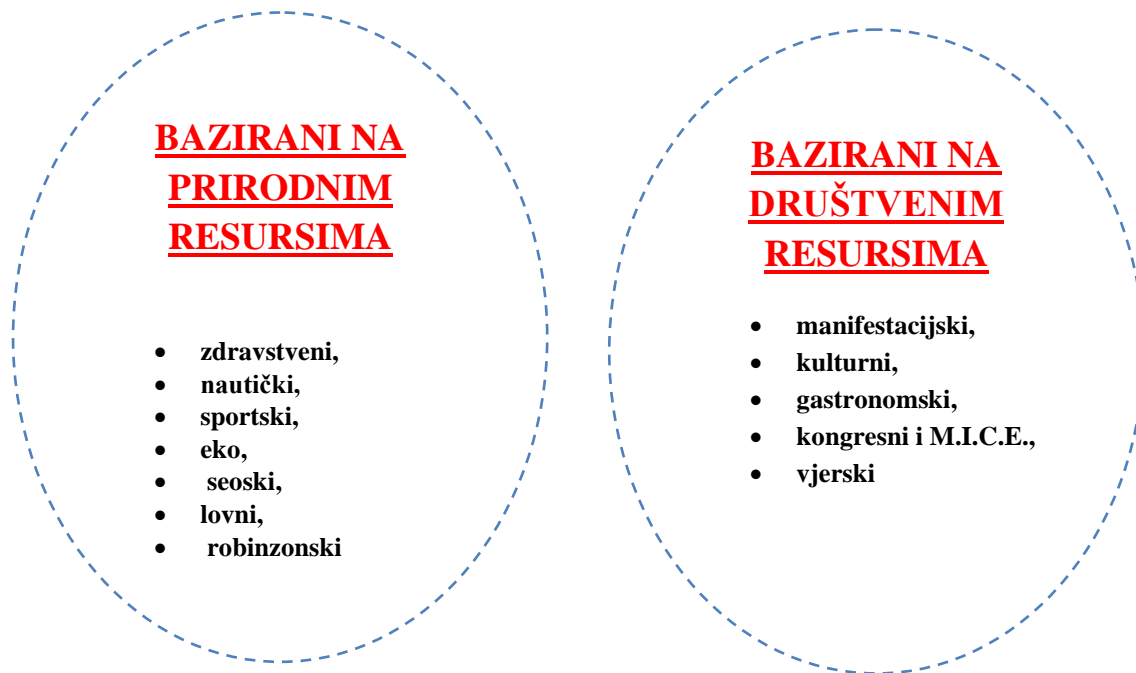 BAZIRANI NA
PRIRODNIM
RESURSIMA
• zdravstveni,
• nautički,
• sportski,
• eko,
• seoski,
• lovni,
• robinzonski
BAZIRANI NA
DRUŠTVENIM
RESURSIMA
• manifestacijski,
• kulturni,
• gastronomski,
• kongresni i M.I.C.E.,
• vjerski